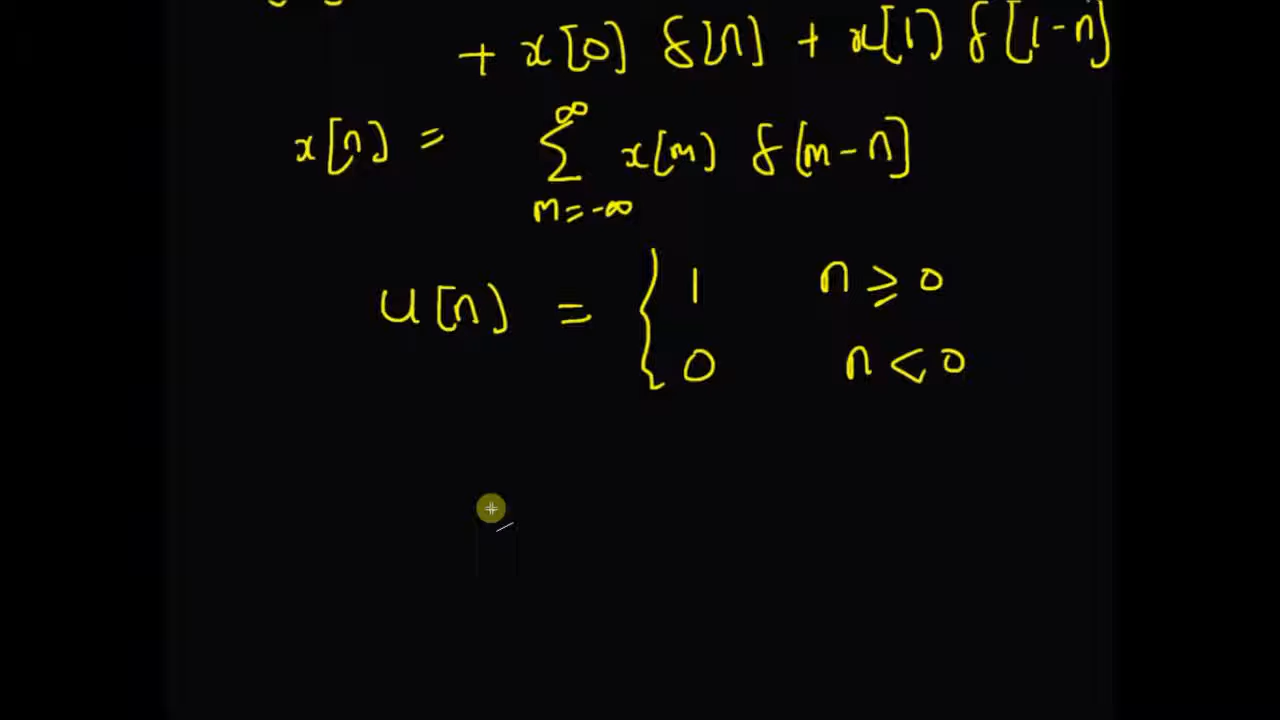 + x[0] δ[n] + x[1] δ[1-n]
x[n] = ∑ x[m] δ[m-n]
∞
m=-∞
u[n] = { 1 n ≥ 0
0 n < 0